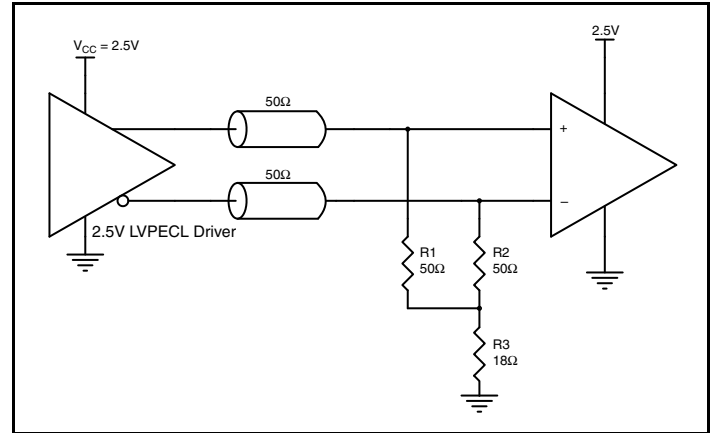 V_CC = 2.5V
2.5V
50Ω
+
50Ω
−
2.5V LVPECL Driver
R1
50Ω
R2
50Ω
R3
18Ω